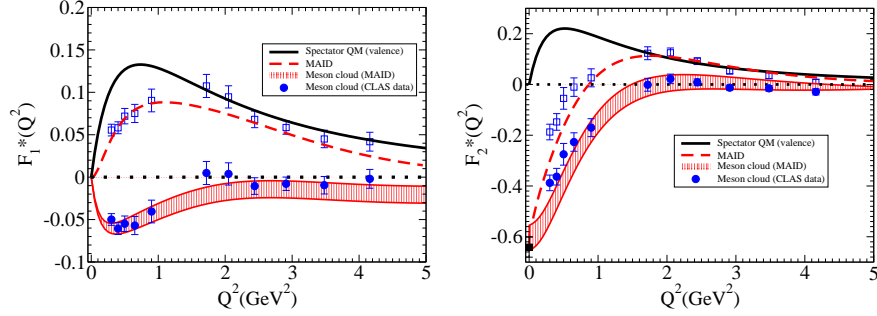 0.2
0.15
0.1
0.05
0
-0.05
-0.1
F1*(Q²)
Spectator QM (valence)
MAID
Meson cloud (MAID)
Meson cloud (CLAS data)
0 1 2 3 4 5
Q²(GeV²)
0.2
0
-0.2
-0.4
-0.6
F2*(Q²)
Spectator QM (valence)
MAID
Meson cloud (MAID)
Meson cloud (CLAS data)
0 1 2 3 4 5
Q²(GeV²)